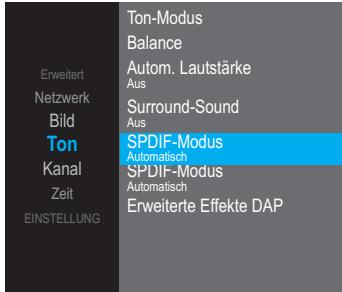 Erweitert
Netzwerk
Bild
Ton
Kanal
Zeit
EINSTELLUNG
Ton-Modus
Balance
Autom. Lautstärke
Aus
Surround-Sound
Aus
SPDIF-Modus
Automatisch
SPDIF-Modus
Automatisch
Erweiterte Effekte DAP